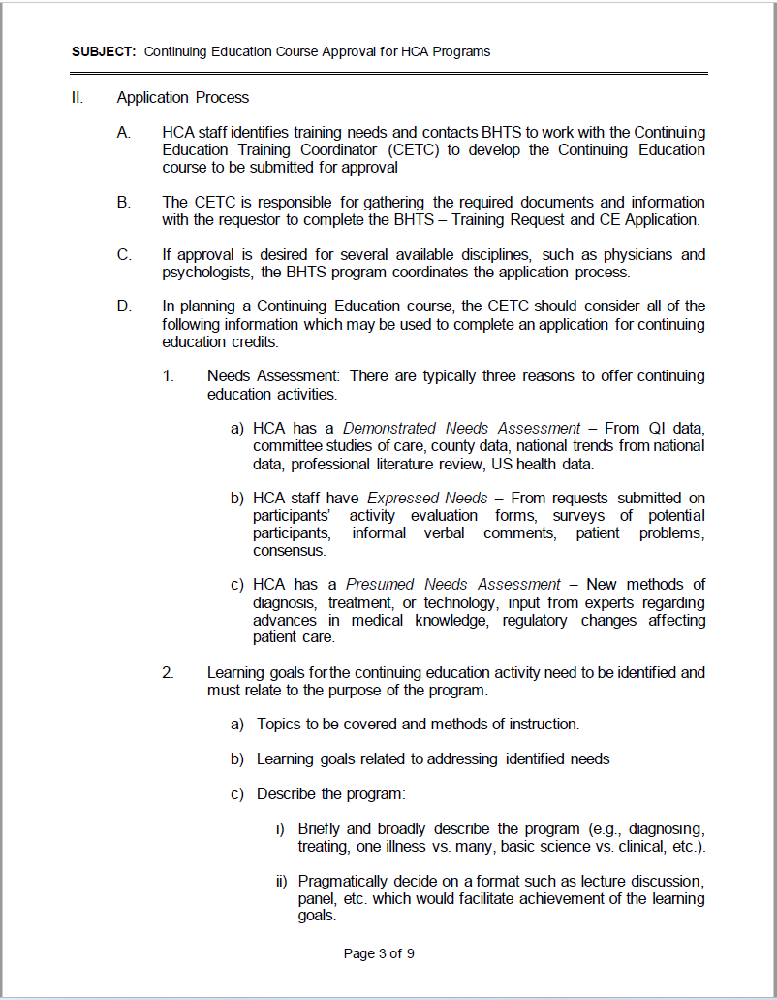 SUBJECT: Continuing Education Course Approval for HCA Programs
II. Application Process
A. HCA staff identifies training needs and contacts BHTS to work with the Continuing
Education Training Coordinator (CETC) to develop the Continuing Education
course to be submitted for approval
B. The CETC is responsible for gathering the required documents and information
with the requestor to complete the BHTS – Training Request and CE Application.
C. If approval is desired for several available disciplines, such as physicians and
psychologists, the BHTS program coordinates the application process.
D. In planning a Continuing Education course, the CETC should consider all of the
following information which may be used to complete an application for continuing
education credits.
1. Needs Assessment: There are typically three reasons to offer continuing
education activities.
a) HCA has a Demonstrated Needs Assessment – From QI data,
committee studies of care, county data, national trends from national
data, professional literature review, US health data.
b) HCA staff have Expressed Needs – From requests submitted on
participants’ activity evaluation forms, surveys of potential
participants, informal verbal comments, patient problems,
consensus.
c) HCA has a Presumed Needs Assessment – New methods of
diagnosis, treatment, or technology, input from experts regarding
advances in medical knowledge, regulatory changes affecting
patient care.
2. Learning goals for the continuing education activity need to be identified and
must relate to the purpose of the program.
a) Topics to be covered and methods of instruction.
b) Learning goals related to addressing identified needs
c) Describe the program:
i) Briefly and broadly describe the program (e.g., diagnosing,
treating, one illness vs. many, basic science vs. clinical, etc.).
ii) Pragmatically decide on a format such as lecture discussion,
panel, etc. which would facilitate achievement of the learning
goals.
Page 3 of 9